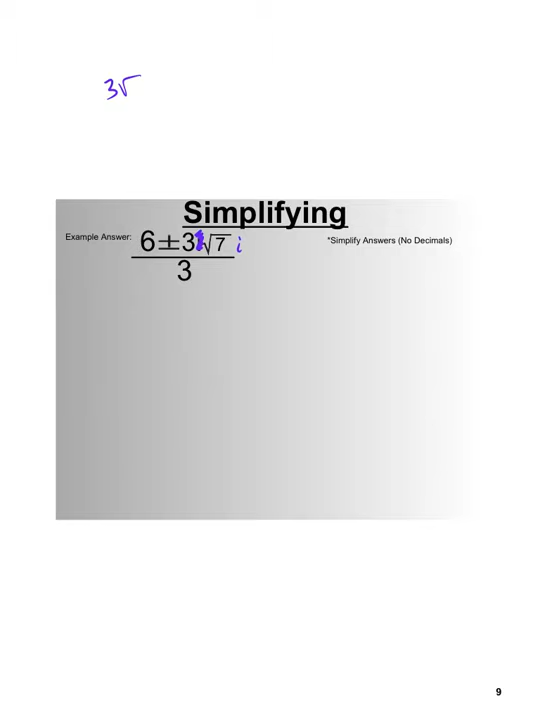 3√
Simplifying
Example Answer:
6 ± 3√7 i
3
*Simplify Answers (No Decimals)
9